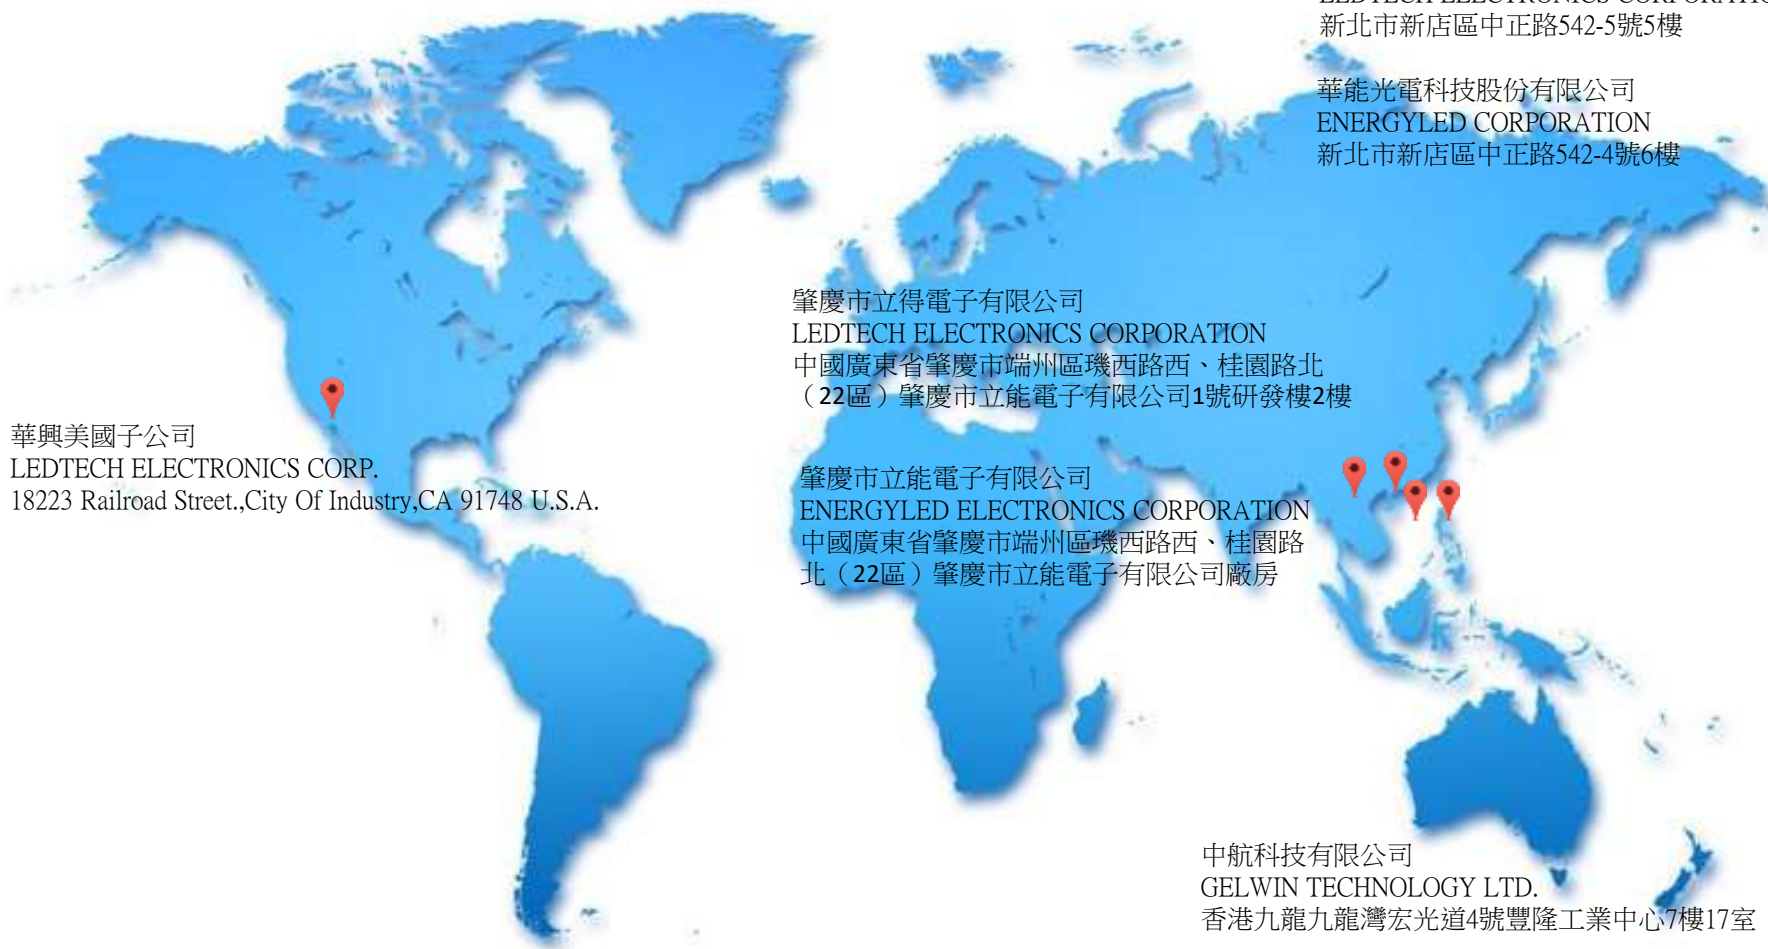 LEDTECH ELECTRONICS CORPORATIO
新北市新店區中正路542-5號5樓
華能光電科技股份有限公司
ENERGYLED CORPORATION
新北市新店區中正路542-4號6樓
肇慶市立得電子有限公司
LEDTECH ELECTRONICS CORPORATION
中國廣東省肇慶市端州區璣西路西、桂園路北
（22區）肇慶市立能電子有限公司1號研發樓2樓
華興美國子公司
LEDTECH ELECTRONICS CORP.
18223 Railroad Street.,City Of Industry,CA 91748 U.S.A.
肇慶市立能電子有限公司
ENERGYLED ELECTRONICS CORPORATION
中國廣東省肇慶市端州區璣西路西、桂園路
北（22區）肇慶市立能電子有限公司廠房
中航科技有限公司
GELWIN TECHNOLOGY LTD.
香港九龍九龍灣宏光道4號豐隆工業中心7樓17室